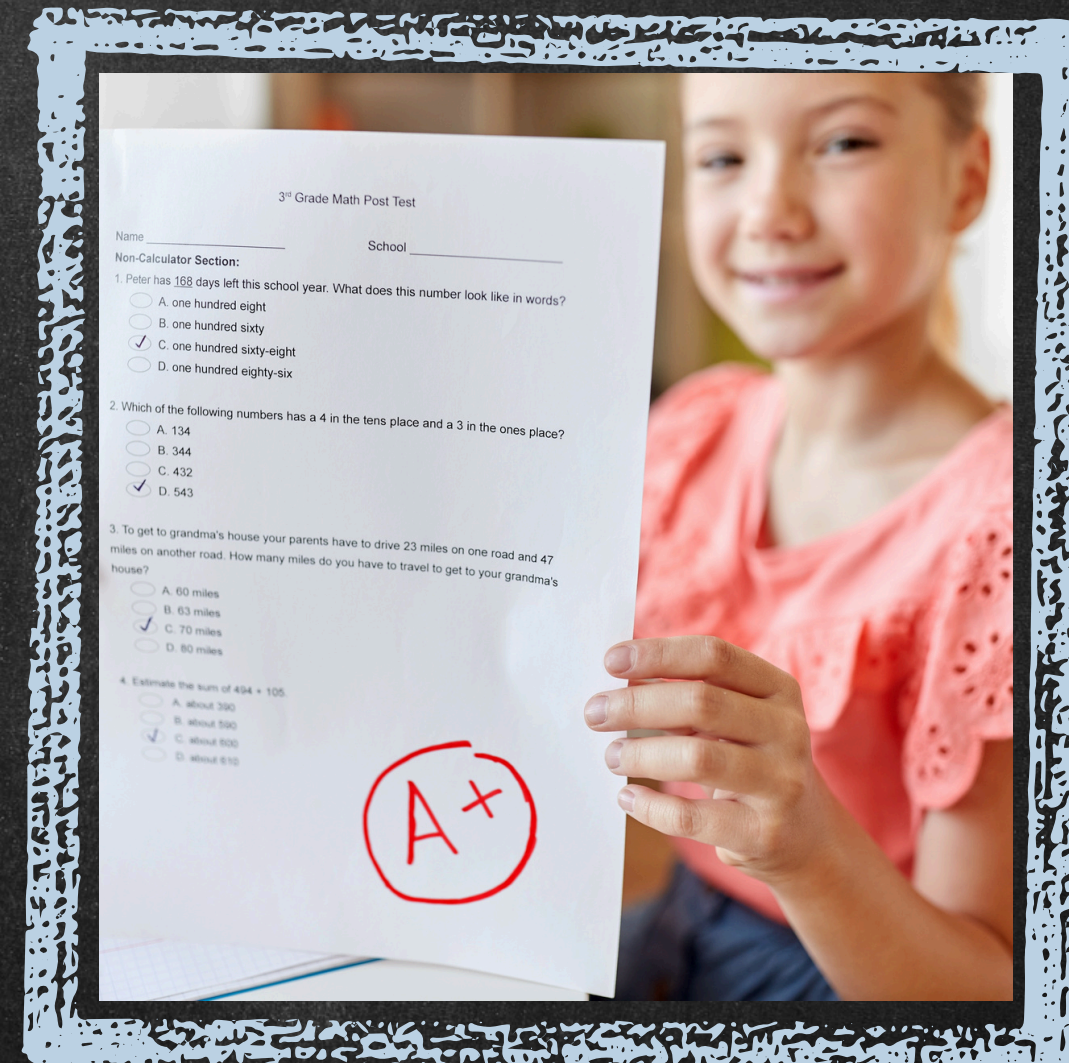 3rd Grade Math Post Test
Name School
Non-Calculator Section:
1. Peter has 168 days left this school year. What does this number look like in words?
A. one hundred eight
B. one hundred sixty
C. one hundred sixty-eight
D. one hundred eighty-six
2. Which of the following numbers has a 4 in the tens place and a 3 in the ones place?
A. 134
B. 344
C. 432
D. 543
3. To get to grandma's house your parents have to drive 23 miles on one road and 47
miles on another road. How many miles do you have to travel to get to your grandma's
house?
A. 60 miles
B. 63 miles
C. 70 miles
D. 80 miles
4. Estimate the sum of 494 + 105.
A. about 390
B. about 590
C. about 600
D. about 610
A+